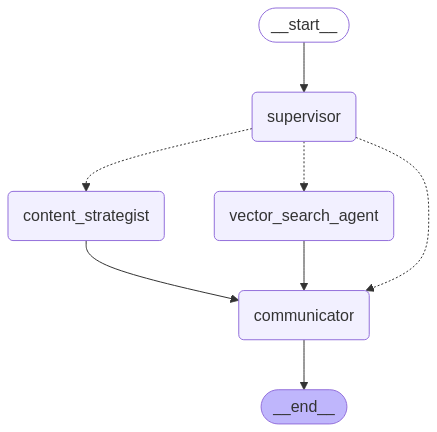 __start__
supervisor
content_strategist
vector_search_agent
communicator
__end__